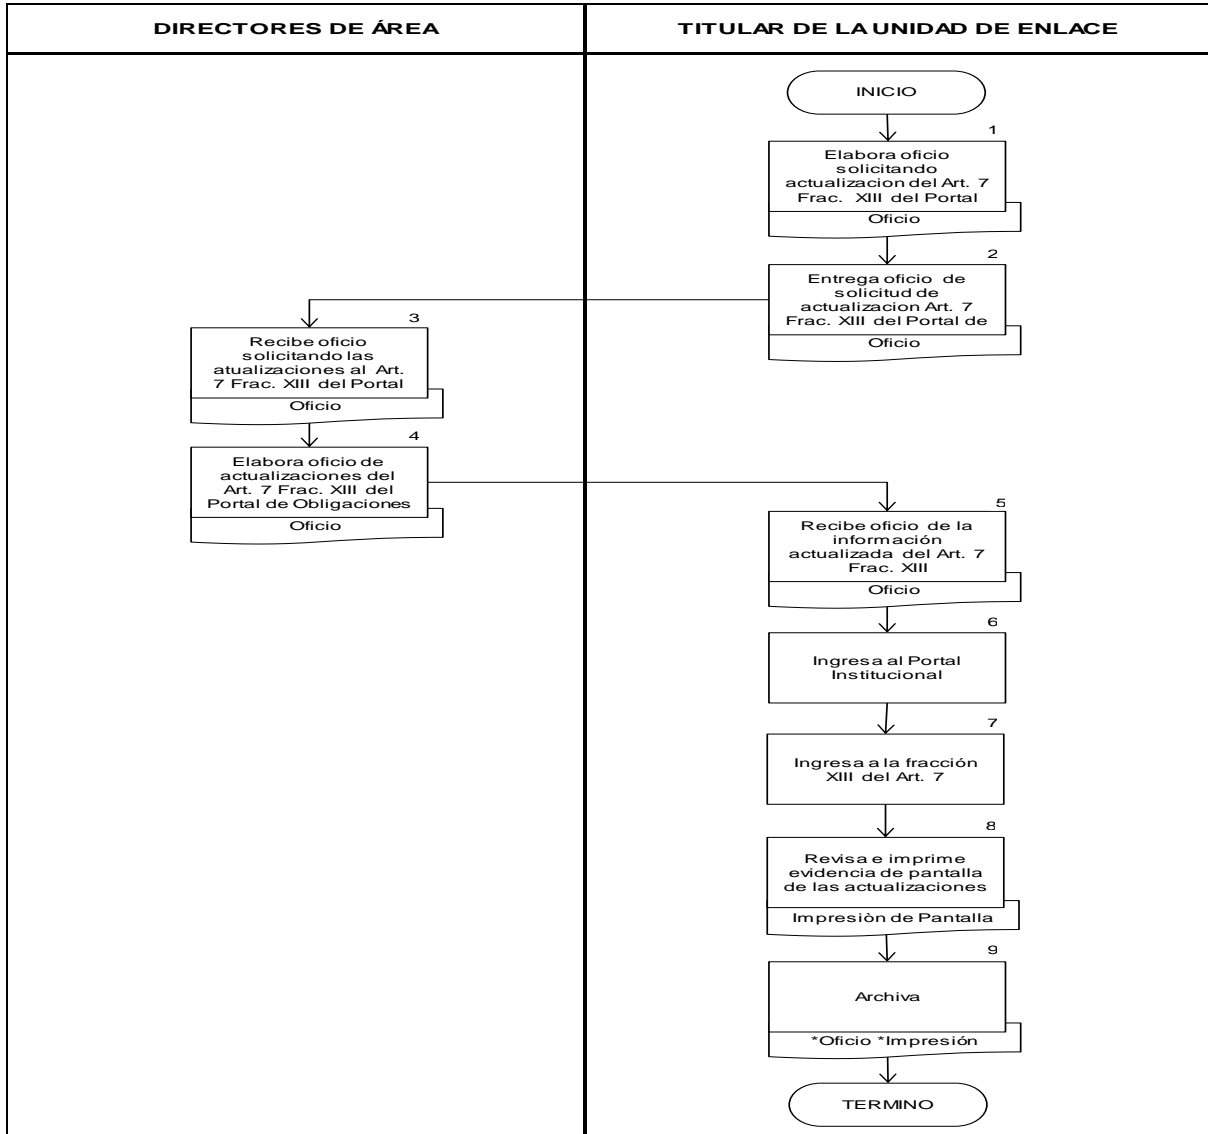 DIRECTORES DE ÁREA
TITULAR DE LA UNIDAD DE ENLACE
INICIO
1
Elabora oficio
solicitando
actualizacion del Art. 7
Frac. XIII del Portal
Oficio
2
Entrega oficio de
solicitud de
actualizacion Art. 7
Frac. XIII del Portal de
Oficio
3
Recibe oficio
solicitando las
atualizaciones al Art.
7 Frac. XIII del Portal
Oficio
4
Elabora oficio de
actualizaciones del
Art. 7 Frac. XIII del
Portal de Obligaciones
Oficio
5
Recibe oficio de la
información
actualizada del Art. 7
Frac. XIII
Oficio
6
Ingresa al Portal
Institucional
7
Ingresa a la fracción
XIII del Art. 7
8
Revisa e imprime
evidencia de pantalla
de las actualizaciones
Impresiòn de Pantalla
9
Archiva
*Oficio *Impresión
TERMINO